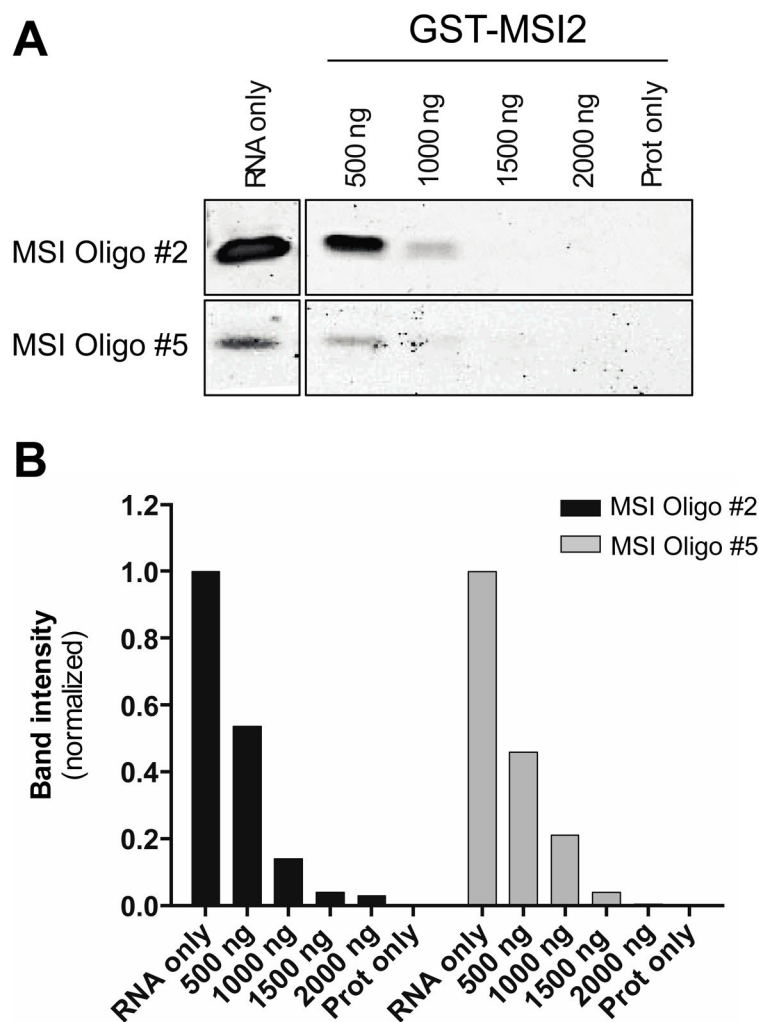 A
GST-MSI2
RNA only
500 ng
1000 ng
1500 ng
2000 ng
Prot only
MSI Oligo #2
MSI Oligo #5
B
MSI Oligo #2
MSI Oligo #5
Band intensity
(normalized)
1.2
1.0
0.8
0.6
0.4
0.2
0.0
RNA only
500 ng
1000 ng
1500 ng
2000 ng
Prot only
RNA only
500 ng
1000 ng
1500 ng
2000 ng
Prot only